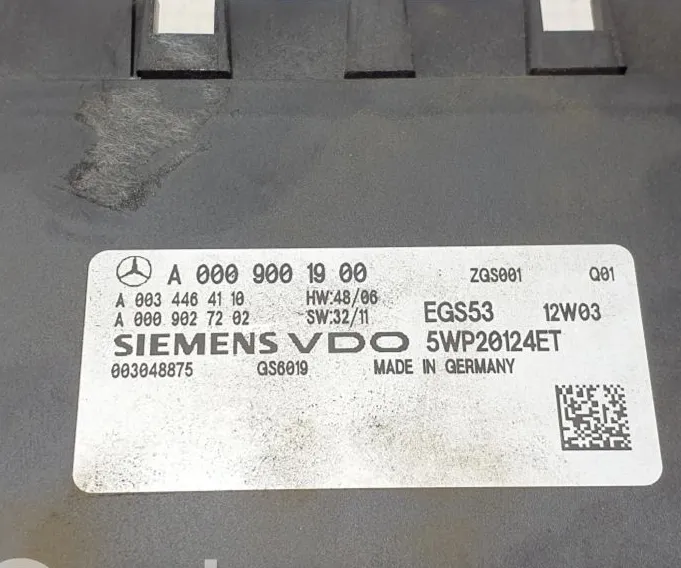 A 000 900 19 00 ZGS001 Q01
A 003 446 41 10 HW:48/06 EGS53 12W03
A 000 902 72 02 SW:32/11
SIEMENS VDO 5WP20124ET
003048875 GS6019 MADE IN GERMANY